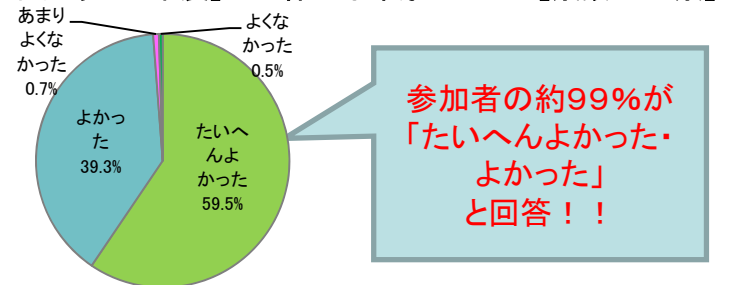 あまり
よくな
かった
0.7%
よくな
かった
0.5%
よかっ
た
39.3%
たいへ
んよ
かった
59.5%
参加者の約９９％が
「たいへんよかった・
よかった」
と回答！！